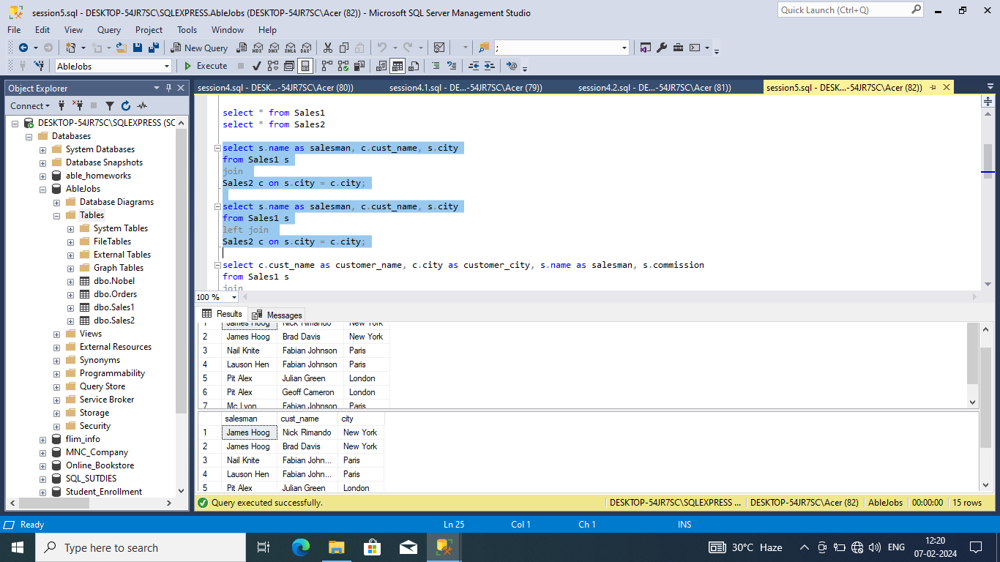 session5.sql - DESKTOP-54JR7SC\SQLEXPRESS.AbleJobs (DESKTOP-54JR7SC\Acer (82)) - Microsoft SQL Server Management Studio
Quick Launch (Ctrl+Q)
File Edit View Query Project Tools Window Help
New Query MDX DMX XMLA DAX ;
AbleJobs Execute
Object Explorer
session4.sql - DESK...-54JR7SC\Acer (80)) session4.1.sql - DE...-54JR7SC\Acer (79)) session4.2.sql - DE...-54JR7SC\Acer (81)) session5.sql - DESK...-54JR7SC\Acer (82))
Connect
DESKTOP-54JR7SC\SQLEXPRESS (SC
Databases
System Databases
Database Snapshots
able_homeworks
AbleJobs
Database Diagrams
Tables
System Tables
FileTables
External Tables
Graph Tables
dbo.Nobel
dbo.Orders
dbo.Sales1
dbo.Sales2
Views
External Resources
Synonyms
Programmability
Query Store
Service Broker
Storage
Security
flim_info
MNC_Company
Online_Bookstore
SQL_SUTDIES
Student_Enrollment
select * from Sales1
select * from Sales2
select s.name as salesman, c.cust_name, s.city
from Sales1 s
join
Sales2 c on s.city = c.city;
select s.name as salesman, c.cust_name, s.city
from Sales1 s
left join
Sales2 c on s.city = c.city;
select c.cust_name as customer_name, c.city as customer_city, s.name as salesman, s.commission
from Sales1 s
join
100 %
Results Messages
1 James Hoog Nick Rimando New York
2 James Hoog Brad Davis New York
3 Nail Knite Fabian Johnson Paris
4 Lauson Hen Fabian Johnson Paris
5 Pit Alex Julian Green London
6 Pit Alex Geoff Cameron London
7 Mc Lyon Fabian Johnson Paris
salesman cust_name city
1 James Hoog Nick Rimando New York
2 James Hoog Brad Davis New York
3 Nail Knite Fabian John... Paris
4 Lauson Hen Fabian John... Paris
5 Pit Alex Julian Green London
Query executed successfully. DESKTOP-54JR7SC\SQLEXPRESS ... DESKTOP-54JR7SC\Acer (82) AbleJobs 00:00:00 15 rows
Ready Ln 25 Col 1 Ch 1 INS
Type here to search
30°C Haze ENG
12:20
07-02-2024